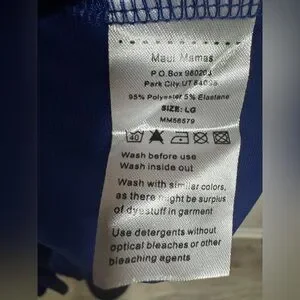 Maui Mamas
P.O.Box 980203
Park City UT 84098
95% Polyester 5% Elastane
SIZE: LG
MM56579
40
Wash before use
Wash inside out
Wash with similar colors,
as there might be surplus
of dyestuff in garment
Use detergents without
optical bleaches or other
bleaching agents